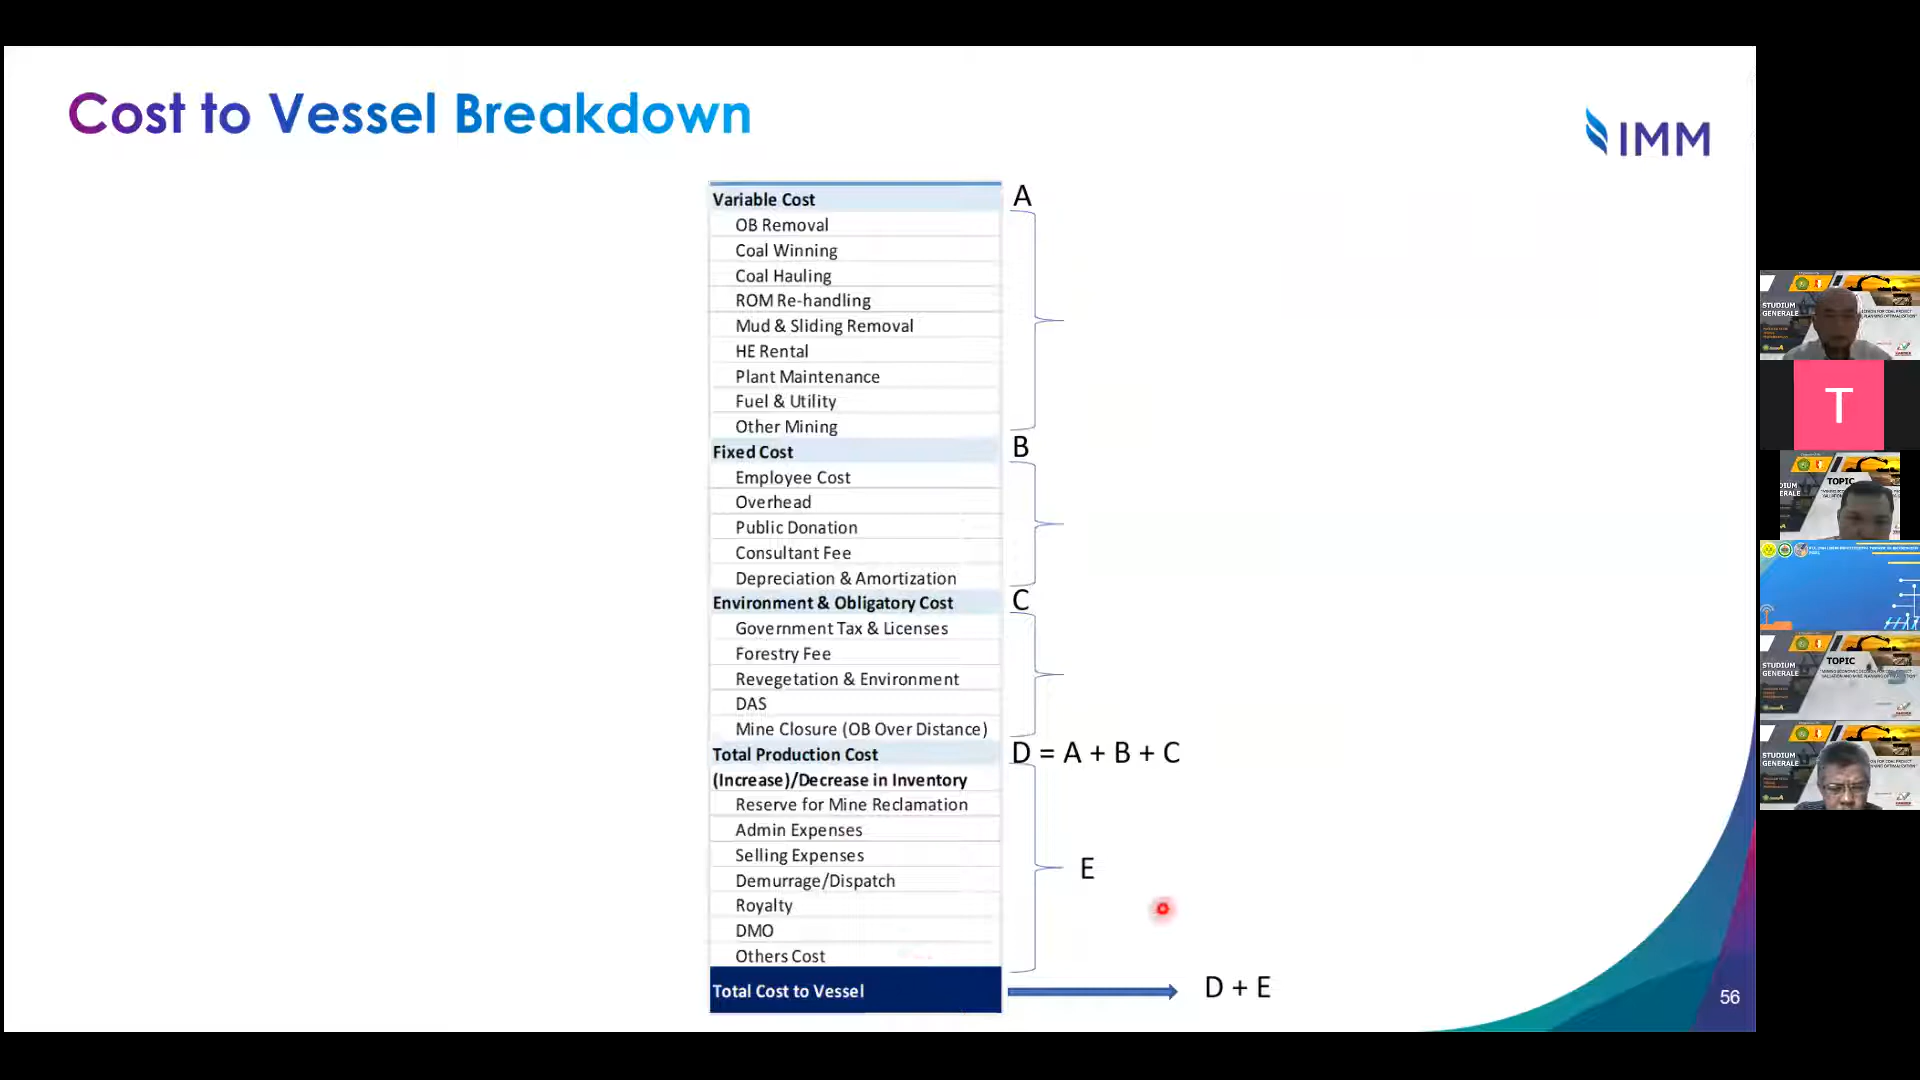 Cost to Vessel Breakdown
IMM
Variable Cost A
OB Removal
Coal Winning
Coal Hauling
ROM Re-handling
Mud & Sliding Removal
HE Rental
Plant Maintenance
Fuel & Utility
Other Mining
Fixed Cost B
Employee Cost
Overhead
Public Donation
Consultant Fee
Depreciation & Amortization
Environment & Obligatory Cost C
Government Tax & Licenses
Forestry Fee
Revegetation & Environment
DAS
Mine Closure (OB Over Distance)
Total Production Cost D = A + B + C
(Increase)/Decrease in Inventory
Reserve for Mine Reclamation
Admin Expenses
Selling Expenses
E
Demurrage/Dispatch
Royalty
DMO
Others Cost
Total Cost to Vessel D + E
56
STUDIUM
GENERALE
T
TOPIC
STUDIUM
GENERALE
TOPIC
STUDIUM
GENERALE